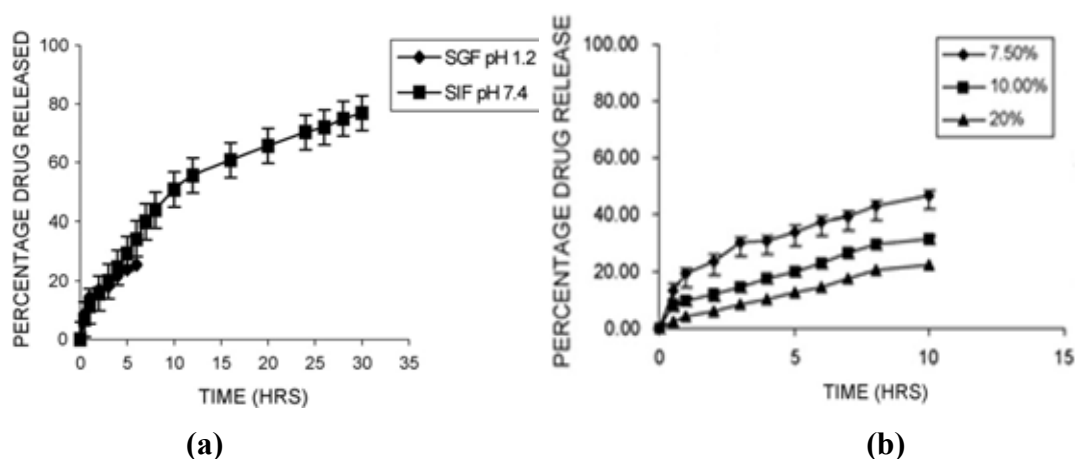 PERCENTAGE DRUG RELEASED
100
80
60
40
20
0
0 5 10 15 20 25 30 35
TIME (HRS)
SGF pH 1.2
SIF pH 7.4
(a)
PERCENTAGE DRUG RELEASE
100.00
80.00
60.00
40.00
20.00
0.00
0 5 10 15
TIME (HRS)
7.50%
10.00%
20%
(b)